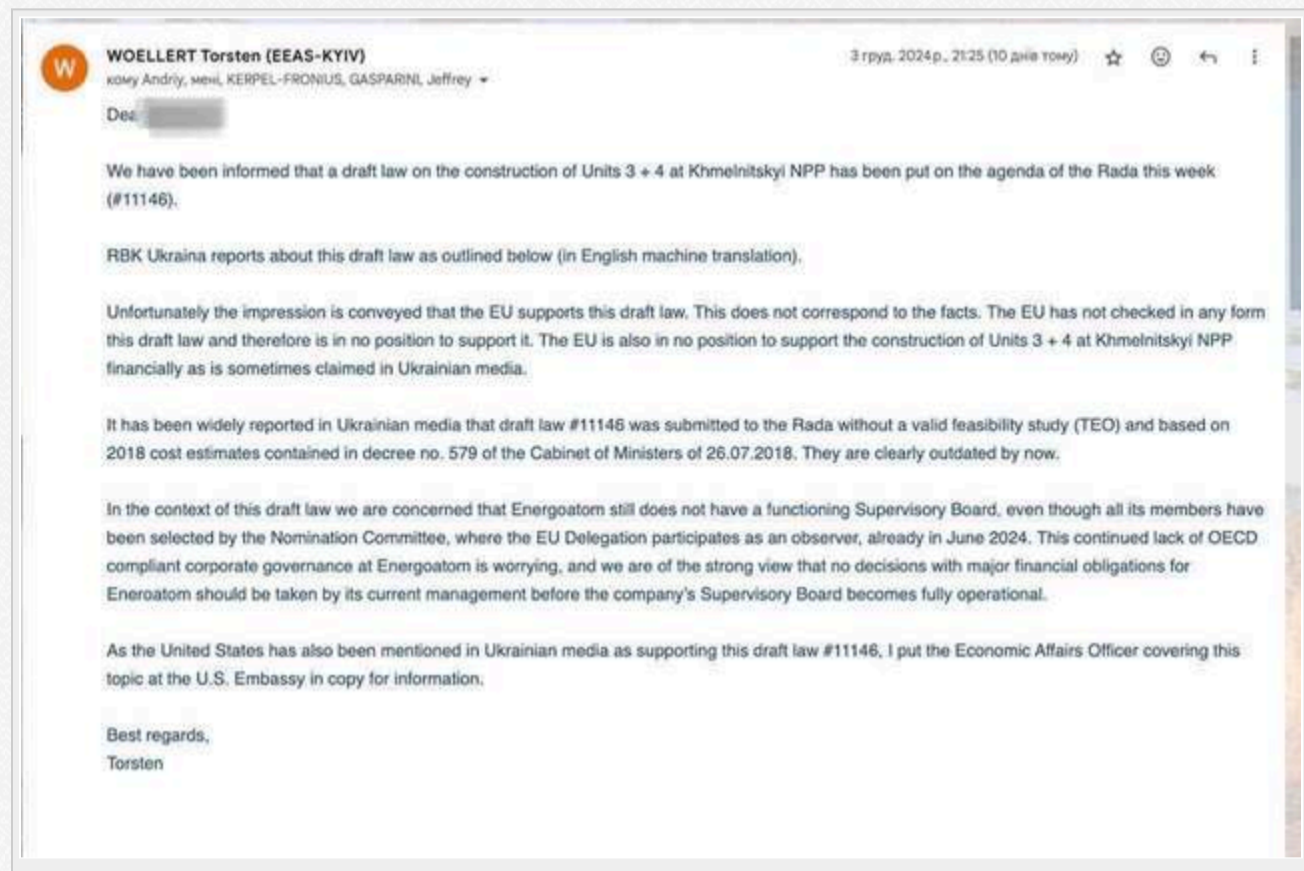 W
WOELLERT Torsten (EEAS-KYIV)
3 груд. 2024 р., 21:25 (10 днів тому)
кому Andriy, мені, KERPEL-FRONIUS, GASPARINI, Jeffrey
Dea
We have been informed that a draft law on the construction of Units 3 + 4 at Khmelnitskyi NPP has been put on the agenda of the Rada this week
(#11146).
RBK Ukraina reports about this draft law as outlined below (in English machine translation).
Unfortunately the impression is conveyed that the EU supports this draft law. This does not correspond to the facts. The EU has not checked in any form
this draft law and therefore is in no position to support it. The EU is also in no position to support the construction of Units 3 + 4 at Khmelnitskyi NPP
financially as is sometimes claimed in Ukrainian media.
It has been widely reported in Ukrainian media that draft law #11146 was submitted to the Rada without a valid feasibility study (TEO) and based on
2018 cost estimates contained in decree no. 579 of the Cabinet of Ministers of 26.07.2018. They are clearly outdated by now.
In the context of this draft law we are concerned that Energoatom still does not have a functioning Supervisory Board, even though all its members have
been selected by the Nomination Committee, where the EU Delegation participates as an observer, already in June 2024. This continued lack of OECD
compliant corporate governance at Energoatom is worrying, and we are of the strong view that no decisions with major financial obligations for
Eneroatom should be taken by its current management before the company's Supervisory Board becomes fully operational.
As the United States has also been mentioned in Ukrainian media as supporting this draft law #11146, I put the Economic Affairs Officer covering this
topic at the U.S. Embassy in copy for information.
Best regards,
Torsten